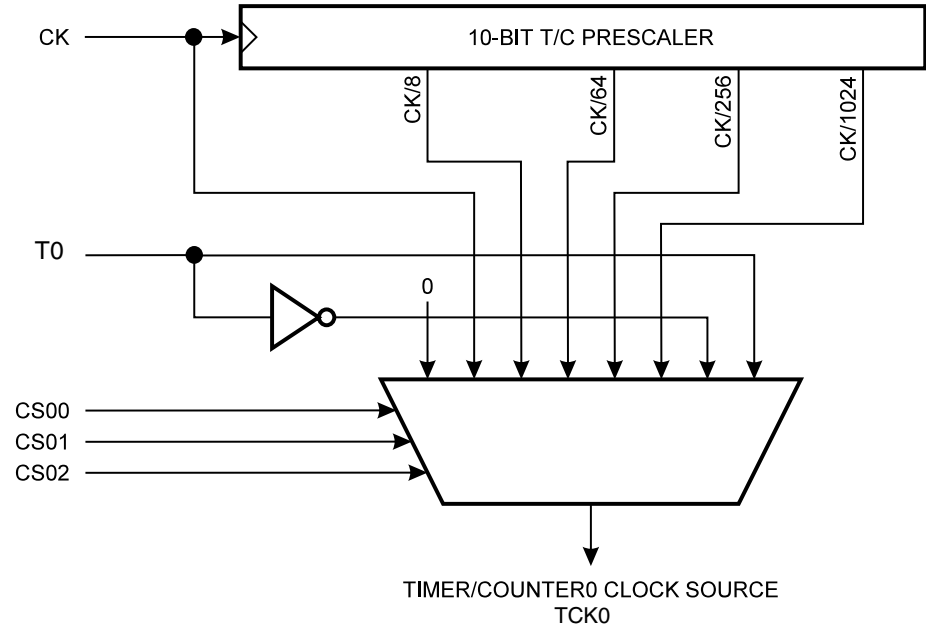 CK
10-BIT T/C PRESCALER
CK/8
CK/64
CK/256
CK/1024
T0
0
CS00
CS01
CS02
TIMER/COUNTER0 CLOCK SOURCE
TCK0